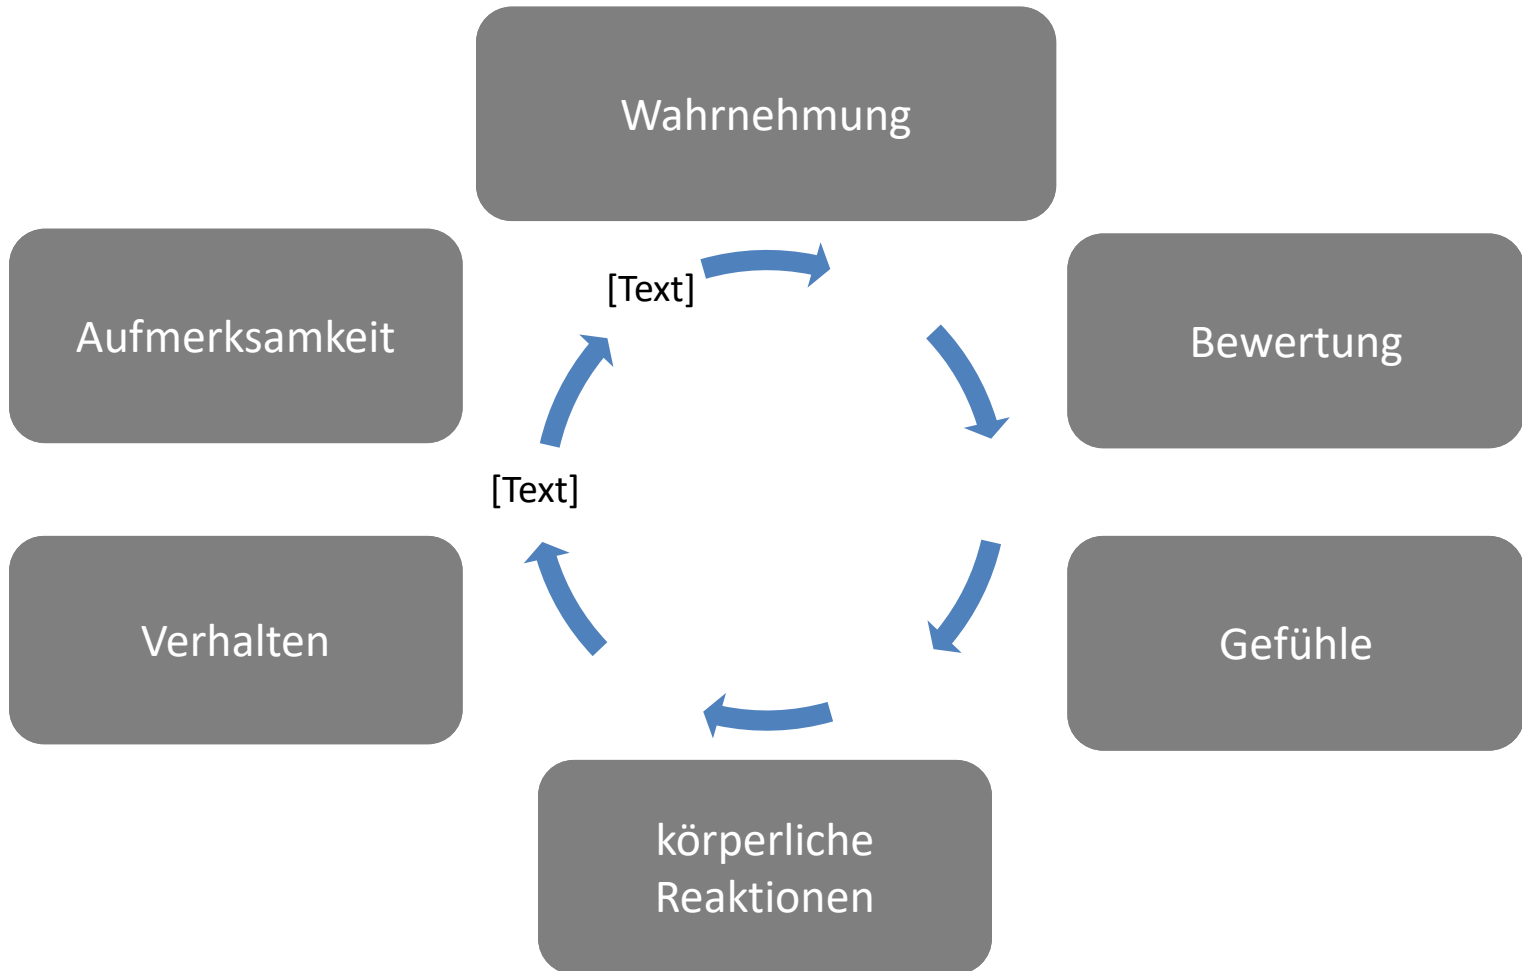 Wahrnehmung
[Text]
Aufmerksamkeit
Bewertung
[Text]
Verhalten
Gefühle
körperliche
Reaktionen